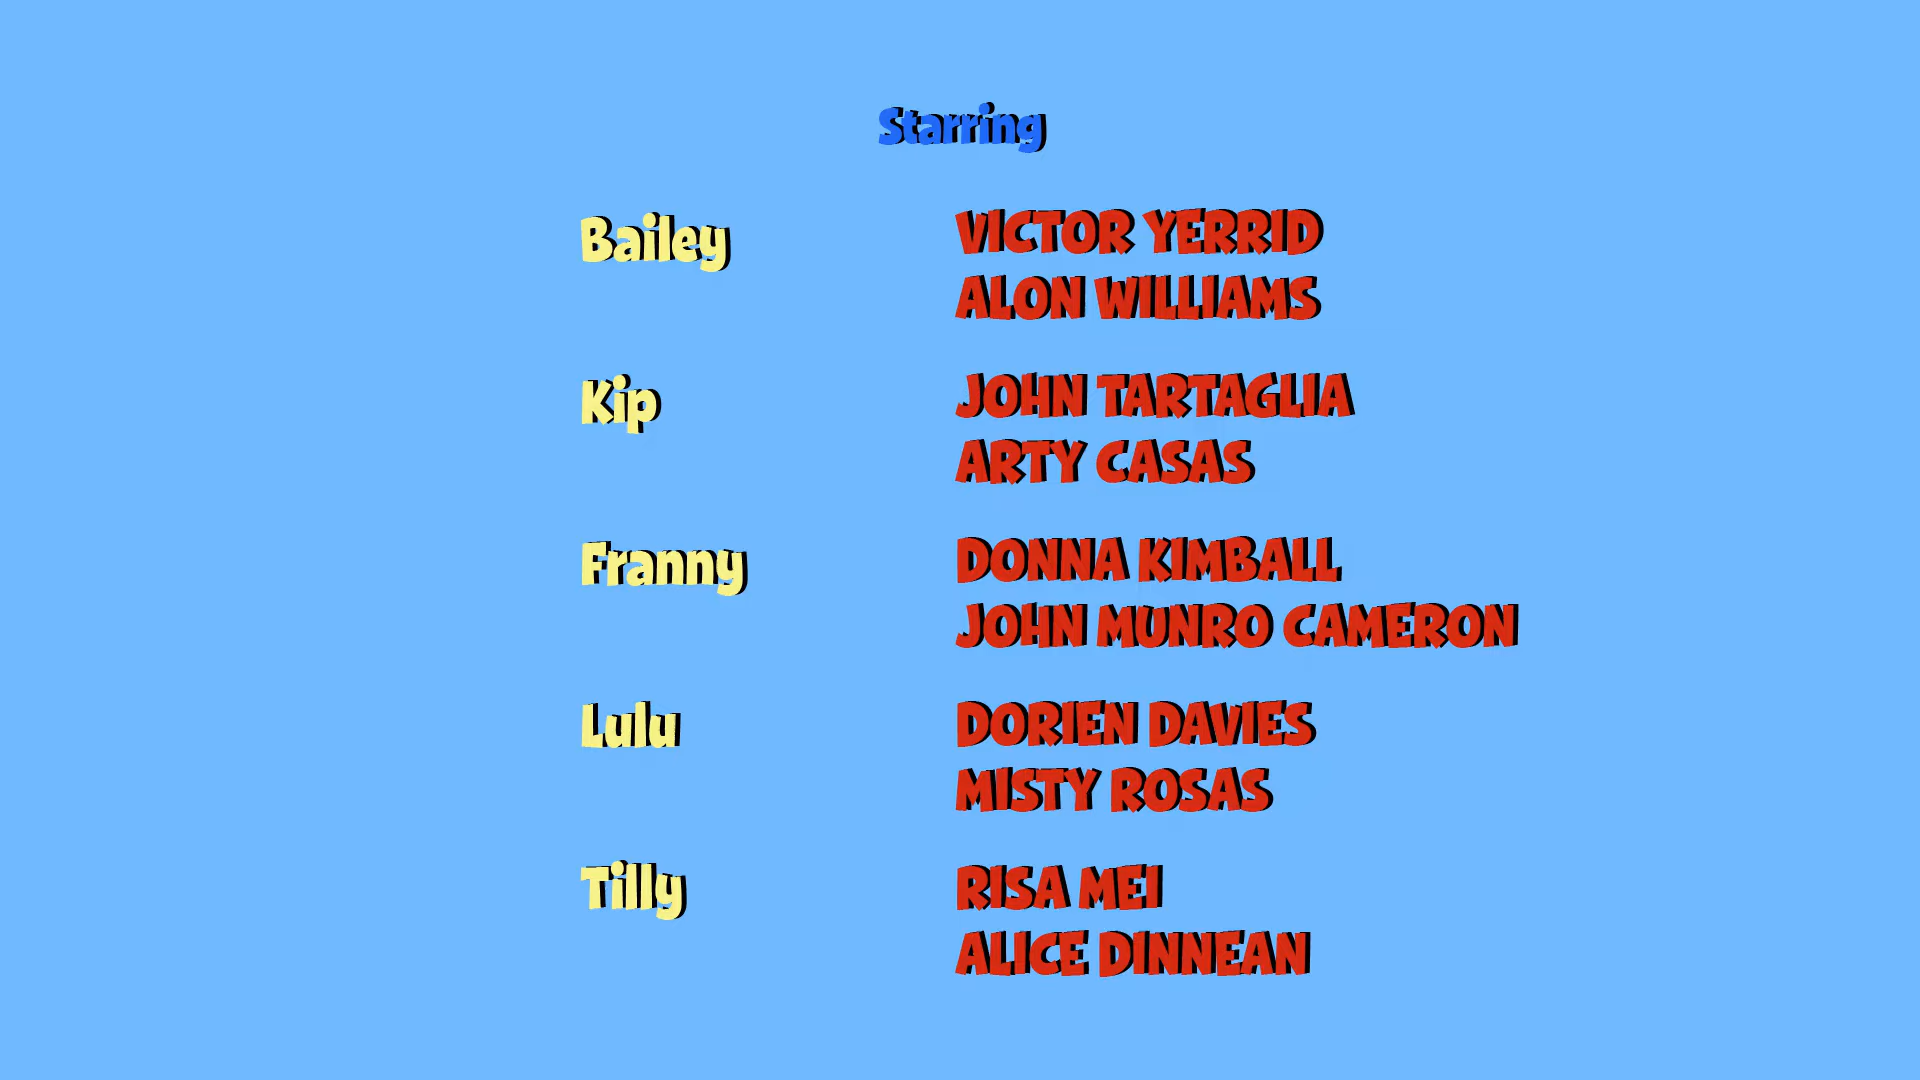 Starring
Bailey VICTOR YERRID
ALON WILLIAMS
Kip JOHN TARTAGLIA
ARTY CASAS
Franny DONNA KIMBALL
JOHN MUNRO CAMERON
Lulu DORIEN DAVIES
MISTY ROSAS
Tilly RISA MEI
ALICE DINNEAN